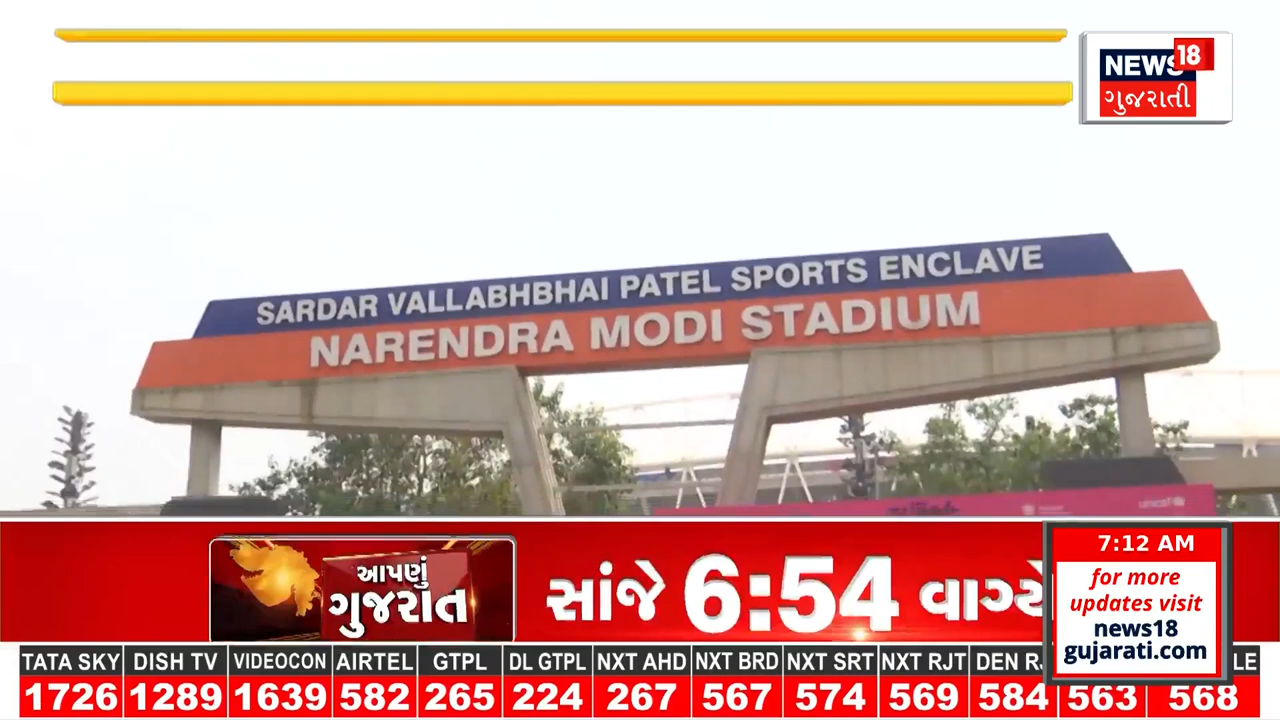 NEWS18
ગુજરાતી
SARDAR VALLABHBHAI PATEL SPORTS ENCLAVE
NARENDRA MODI STADIUM
unicef
આપણું
ગુજરાત
સાંજે 6:54 વાગ્યે
7:12 AM
for more
updates visit
news18
gujarati.com
TATA SKY DISH TV VIDEOCON AIRTEL GTPL DL GTPL NXT AHD NXT BRD NXT SRT NXT RJT DEN
1726 1289 1639 582 265 224 267 567 574 569 584 563 568